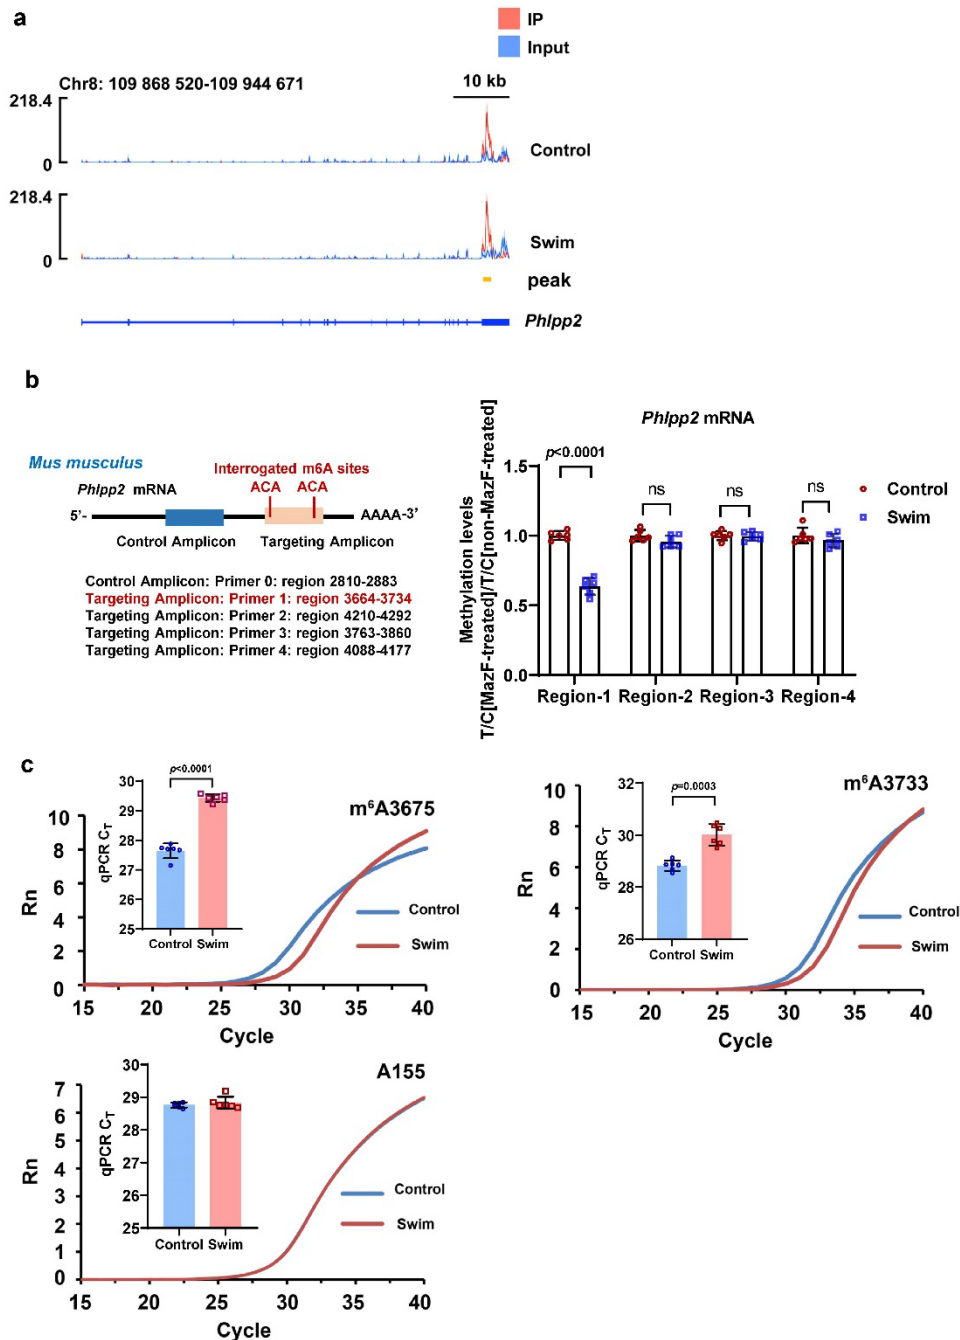 a
IP
Input
Chr8: 109 868 520-109 944 671
10 kb
218.4
0
Control
218.4
0
Swim
peak
Phlpp2
b
Mus musculus
Interrogated m6A sites
Phlpp2 mRNA
ACA ACA
5'- AAAA-3'
Control Amplicon Targeting Amplicon
Control Amplicon: Primer 0: region 2810-2883
Targeting Amplicon: Primer 1: region 3664-3734
Targeting Amplicon: Primer 2: region 4210-4292
Targeting Amplicon: Primer 3: region 3763-3860
Targeting Amplicon: Primer 4: region 4088-4177
Phlpp2 mRNA
Methylation levels
T/C[MazF-treated]/T/C[non-MazF-treated]
1.5
1.0
0.5
0.0
p<0.0001
ns
ns
ns
Control
Swim
Region-1 Region-2 Region-3 Region-4
c
m⁶A3675
Rn
10
8
6
4
2
0
15 20 25 30 35 40
Cycle
qPCR CT
30
29
28
27
26
25
p<0.0001
Control Swim
Control
Swim
m⁶A3733
Rn
10
8
6
4
2
0
15 20 25 30 35 40
Cycle
qPCR CT
32
30
28
26
p=0.0003
Control Swim
Control
Swim
A155
Rn
7
6
5
4
3
2
1
0
15 20 25 30 35 40
Cycle
qPCR CT
30
29
28
27
26
25
Control Swim
Control
Swim